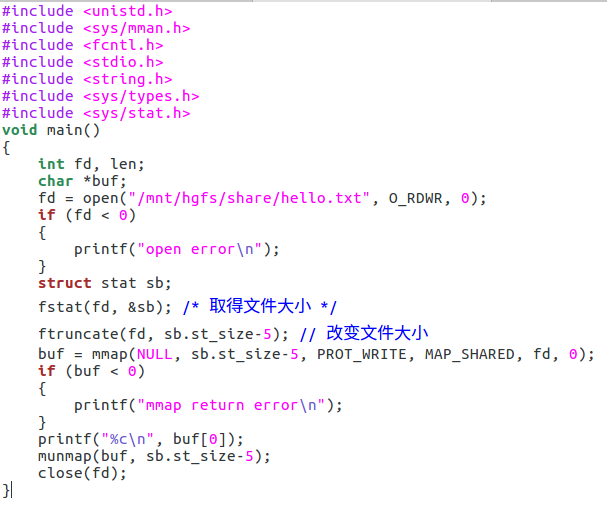 #include <unistd.h>
#include <sys/mman.h>
#include <fcntl.h>
#include <stdio.h>
#include <string.h>
#include <sys/types.h>
#include <sys/stat.h>
void main()
{
    int fd, len;
    char *buf;
    fd = open("/mnt/hgfs/share/hello.txt", O_RDWR, 0);
    if (fd < 0)
    {
        printf("open error\n");
    }
    struct stat sb;
    fstat(fd, &sb); /* 取得文件大小 */
    ftruncate(fd, sb.st_size-5); // 改变文件大小
    buf = mmap(NULL, sb.st_size-5, PROT_WRITE, MAP_SHARED, fd, 0);
    if (buf < 0)
    {
        printf("mmap return error\n");
    }
    printf("%c\n", buf[0]);
    munmap(buf, sb.st_size-5);
    close(fd);
}